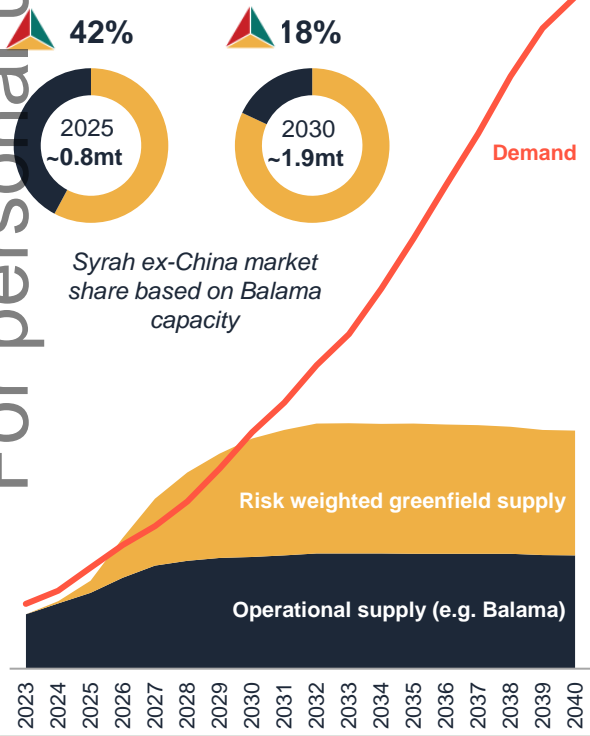 For personal u
42%
18%
2025
~0.8mt
2030
~1.9mt
Demand
Syrah ex-China market
share based on Balama
capacity
Risk weighted greenfield supply
Operational supply (e.g. Balama)
2023
2024
2025
2026
2027
2028
2029
2030
2031
2032
2033
2034
2035
2036
2037
2038
2039
2040